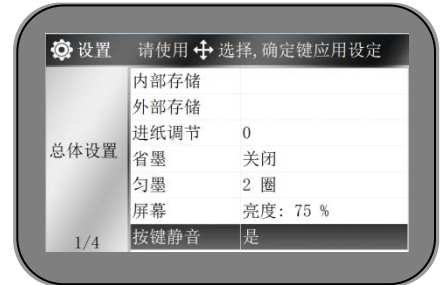 设置 请使用 选择,确定键应用设定
总体设置
1/4
内部存储
外部存储
进纸调节 0
省墨 关闭
匀墨 2 圈
屏幕 亮度: 75 %
按键静音 是